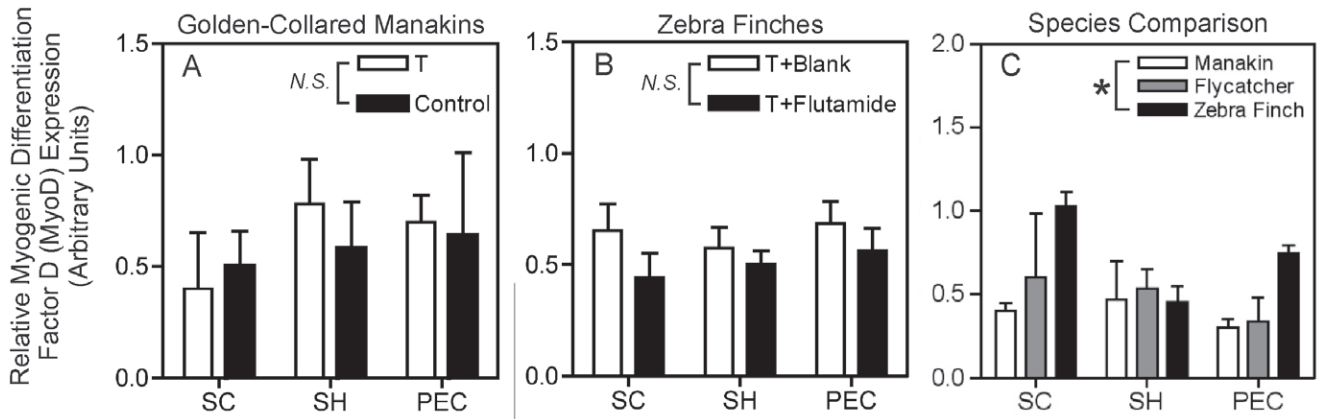 Relative Myogenic Differentiation
Factor D (MyoD) Expression
(Arbitrary Units)
Golden-Collared Manakins
A
N.S.
T
Control
1.5
1.0
0.5
0.0
SC SH PEC
Zebra Finches
B
N.S.
T+Blank
T+Flutamide
1.5
1.0
0.5
0.0
SC SH PEC
Species Comparison
C
*
Manakin
Flycatcher
Zebra Finch
2.0
1.5
1.0
0.5
0.0
SC SH PEC